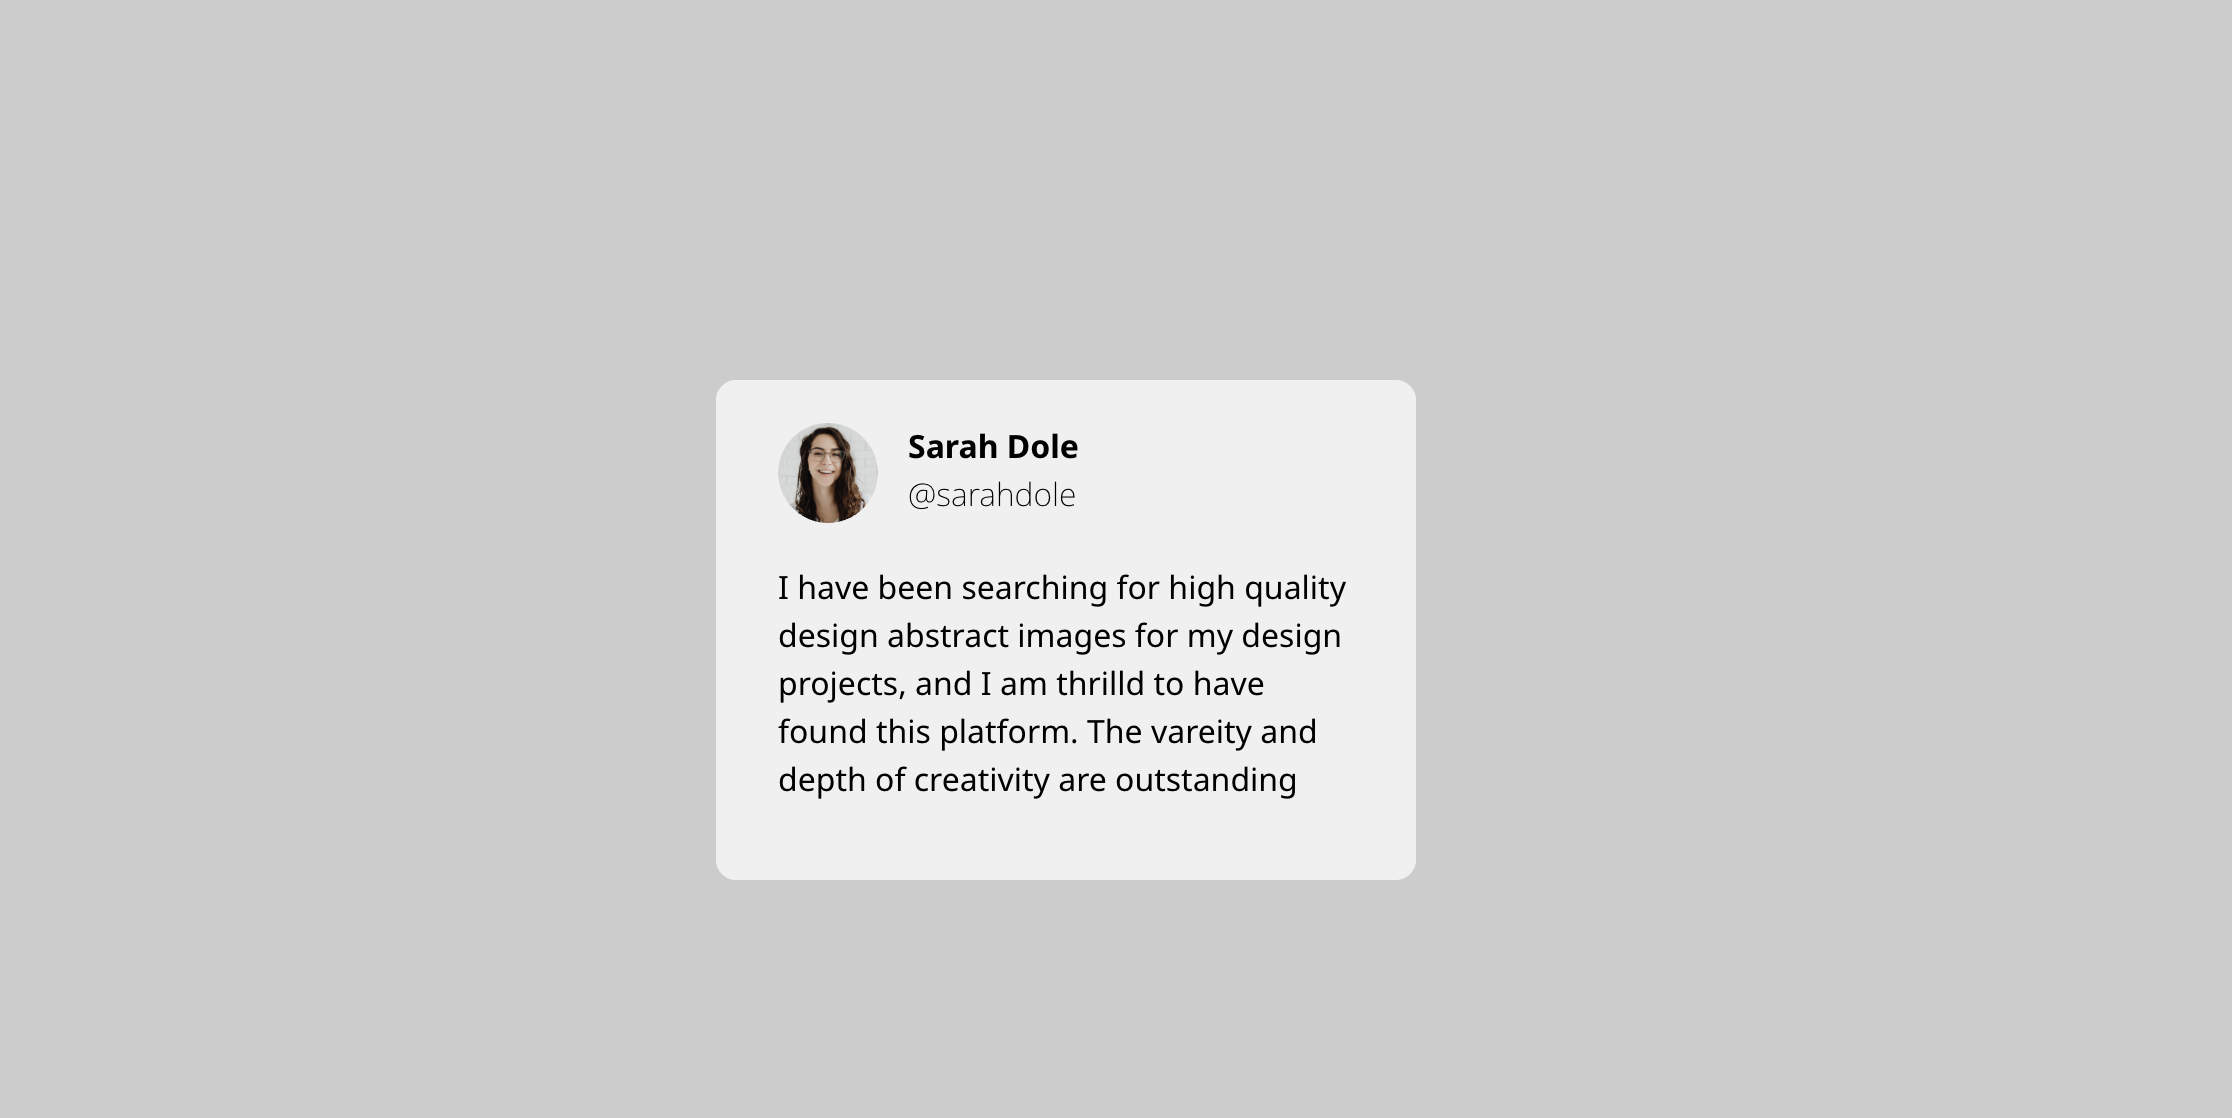 Sarah Dole
@sarahdole
I have been searching for high quality
design abstract images for my design
projects, and I am thrilld to have
found this platform. The vareity and
depth of creativity are outstanding